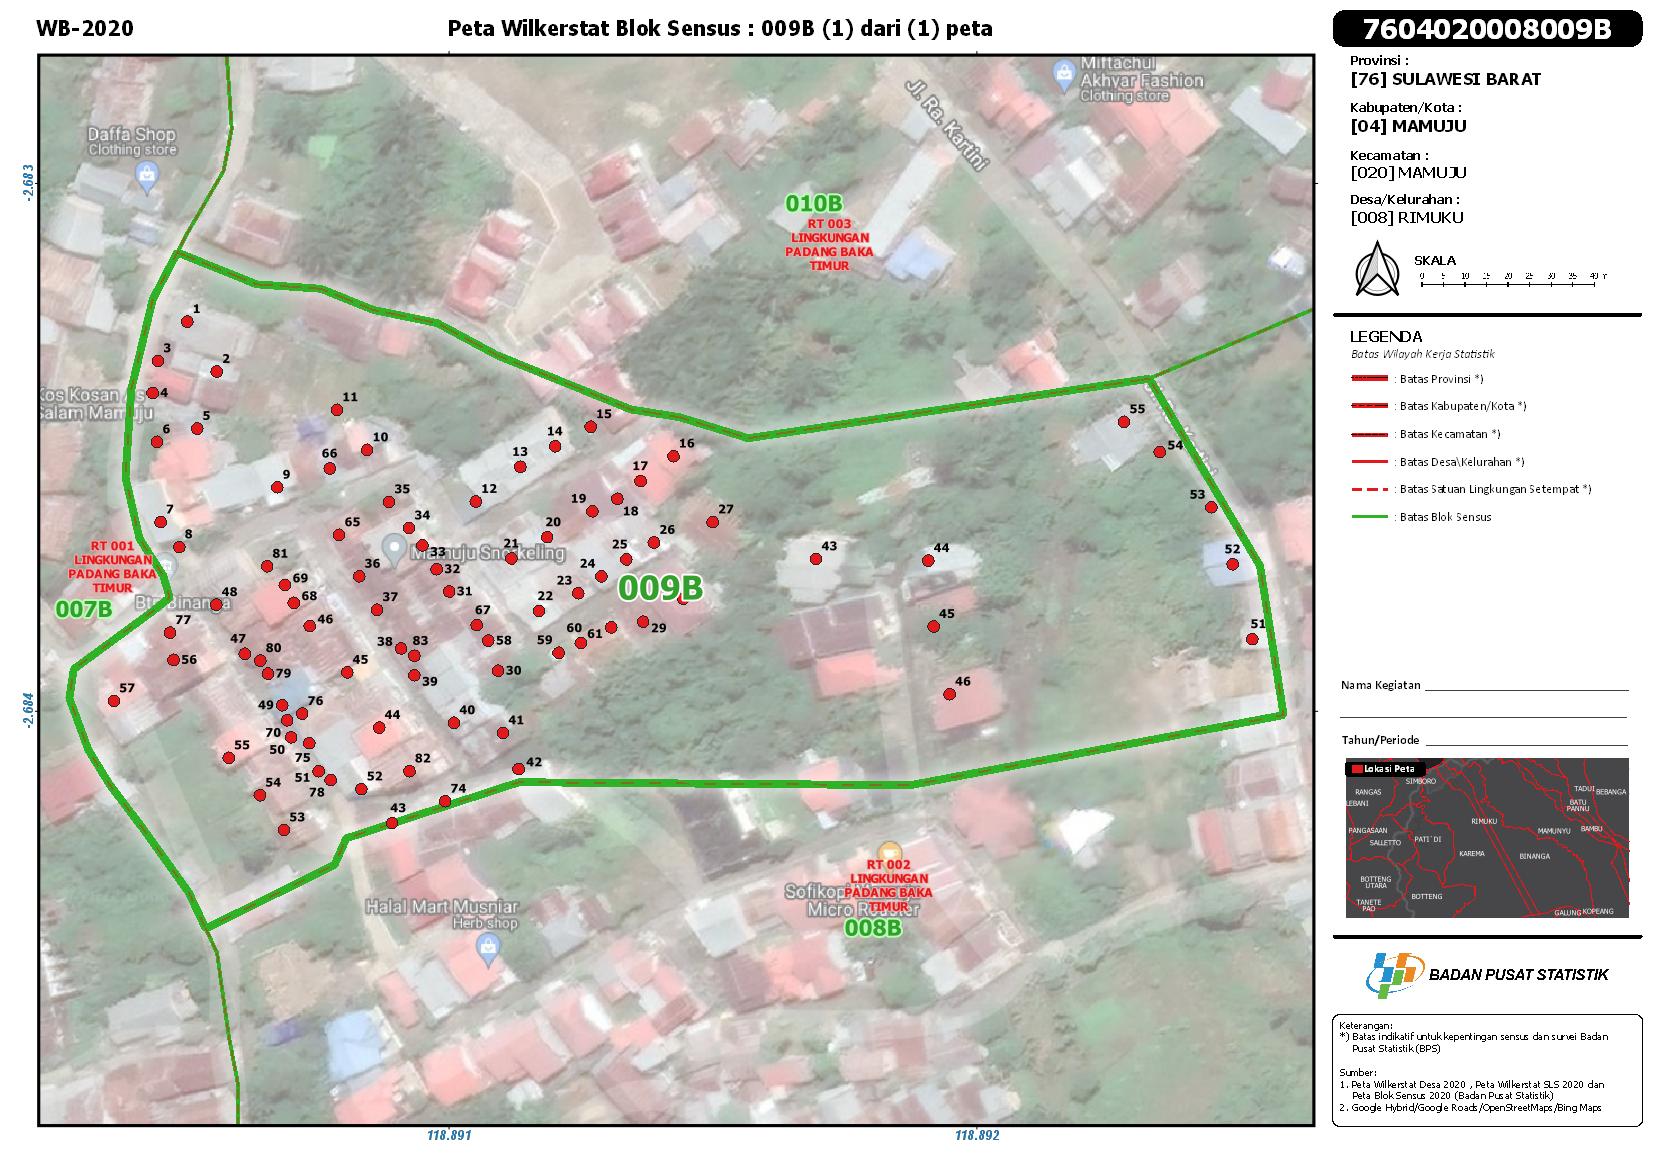 WB-2020
Peta Wilkerstat Blok Sensus : 009B (1) dari (1) peta
7604020008009B
Provinsi :
[76] SULAWESI BARAT
Kabupaten/Kota :
[04] MAMUJU
Kecamatan :
[020] MAMUJU
Desa/Kelurahan :
[008] RIMUKU
SKALA
0 5 10 15 20 25 30 35 40 m
LEGENDA
Batas Wilayah Kerja Statistik
: Batas Provinsi *)
: Batas Kabupaten/Kota *)
: Batas Kecamatan *)
: Batas Desa\Kelurahan *)
: Batas Satuan Lingkungan Setempat *)
: Batas Blok Sensus
Nama Kegiatan
Tahun/Periode
Lokasi Peta
SIMBORO
RANGAS
LEBANI
TADUI
BEBANGA
BATU
PANNU
RIMUKU
PANGASAAN
MAMUNYU
BAMBU
SALLETTO
PATI`DI
KAREMA
BINANGA
BOTTENG
UTARA
BOTTENG
TANETE
PAO
GALUNG
KOPEANG
BADAN PUSAT STATISTIK
Keterangan:
*) Batas indikatif untuk kepentingan sensus dan survei Badan
Pusat Statistik (BPS)
Sumber:
1. Peta Wilkerstat Desa 2020 , Peta Wilkerstat SLS 2020 dan
Peta Blok Sensus 2020 (Badan Pusat Statistik)
2. Google Hybrid/Google Roads/OpenStreetMaps/Bing Maps
-2.683
-2.684
118.891
118.892
Miftachul
Akhyar Fashion
Clothing store
Jl. Ra. Kartini
Daffa Shop
Clothing store
010B
RT 003
LINGKUNGAN
PADANG BAKA
TIMUR
Kos Kosan As
Salam Mamuju
RT 001
LINGKUNGAN
PADANG BAKA
TIMUR
007B
Btn Binanga
Mamuju Snorkeling
009B
RT 002
LINGKUNGAN
PADANG BAKA
TIMUR
Sofikopi
Micro Roaster
008B
Halal Mart Musniar
Herb shop
1
3
2
4
5
6
11
10
66
9
15
14
13
16
17
12
55
54
53
7
8
35
34
65
33
19
18
20
27
26
21
25
32
24
43
44
52
81
69
68
36
31
23
48
37
22
67
45
51
77
46
38
83
58
59
60
61
29
47
80
56
79
45
39
30
46
57
49
76
44
40
41
70
50
55
75
51
82
42
54
78
52
74
53
43